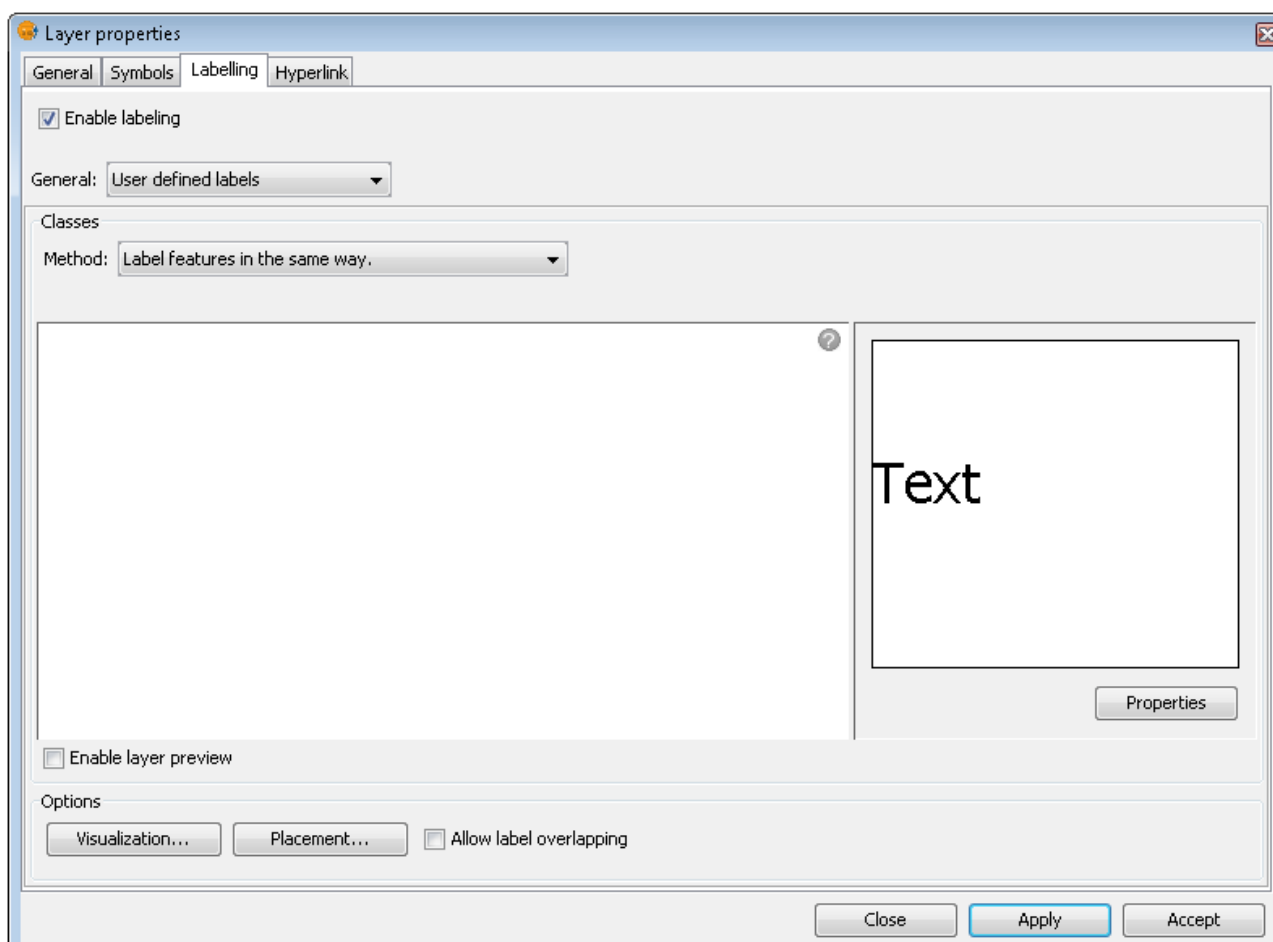 Layer properties
General Symbols Labelling Hyperlink
Enable labeling
General: User defined labels
Classes
Method: Label features in the same way.
?
Text
Properties
Enable layer preview
Options
Visualization... Placement... Allow label overlapping
Close Apply Accept